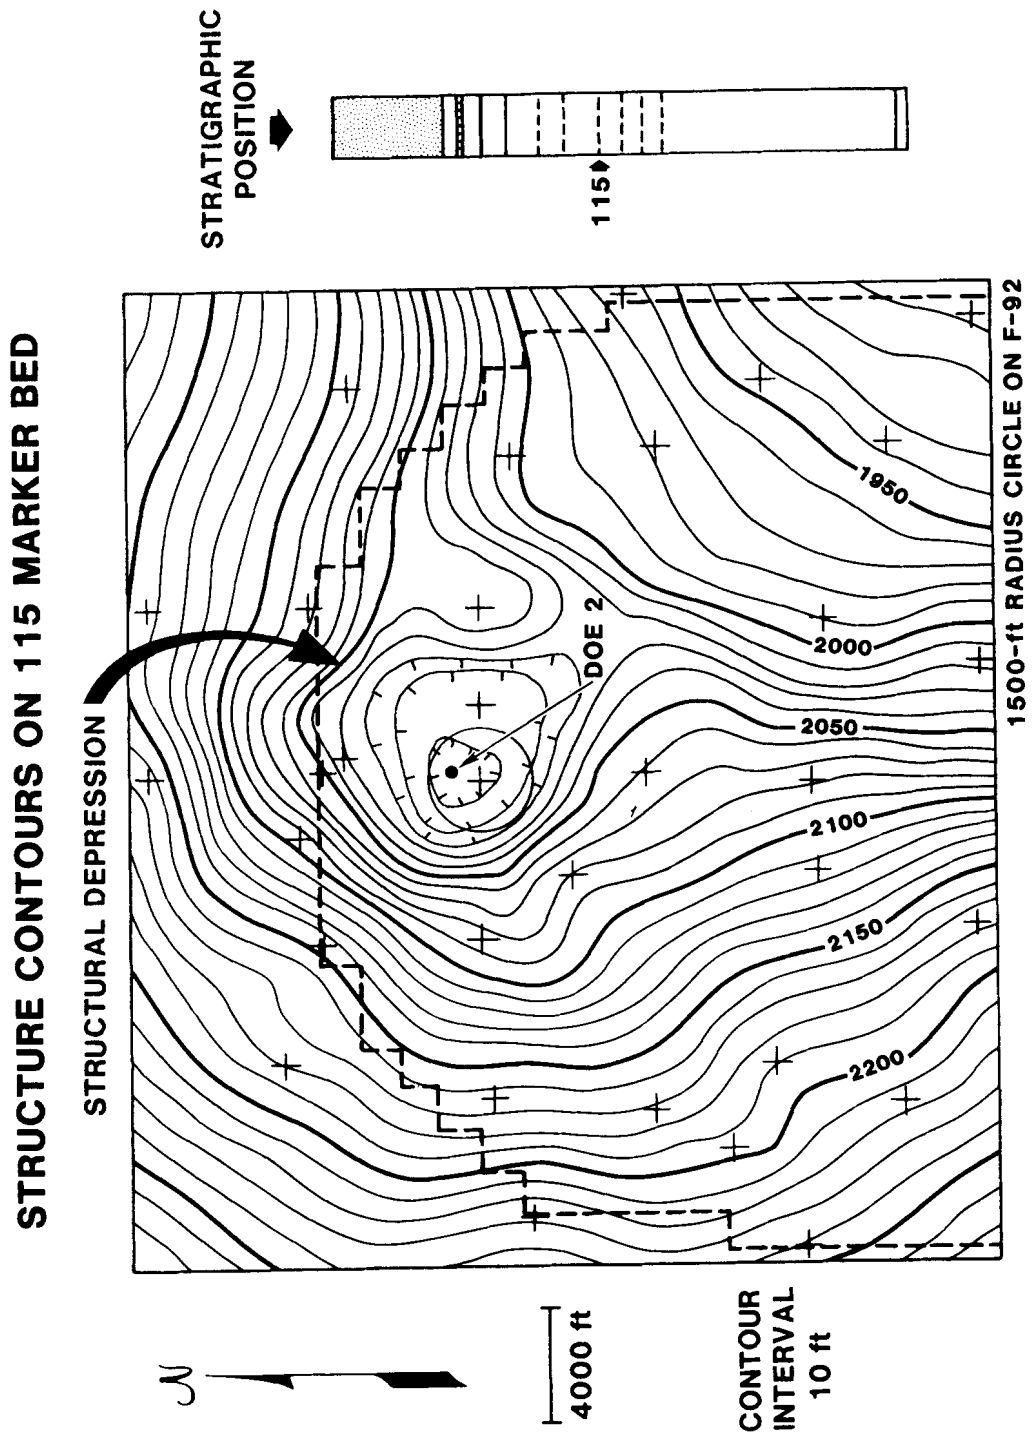 STRUCTURE CONTOURS ON 115 MARKER BED
STRUCTURAL DEPRESSION
STRATIGRAPHIC
POSITION
115
DOE 2
1950
2000
2050
2100
2150
2200
N
4000 ft
CONTOUR
INTERVAL
10 ft
1500-ft RADIUS CIRCLE ON F-92